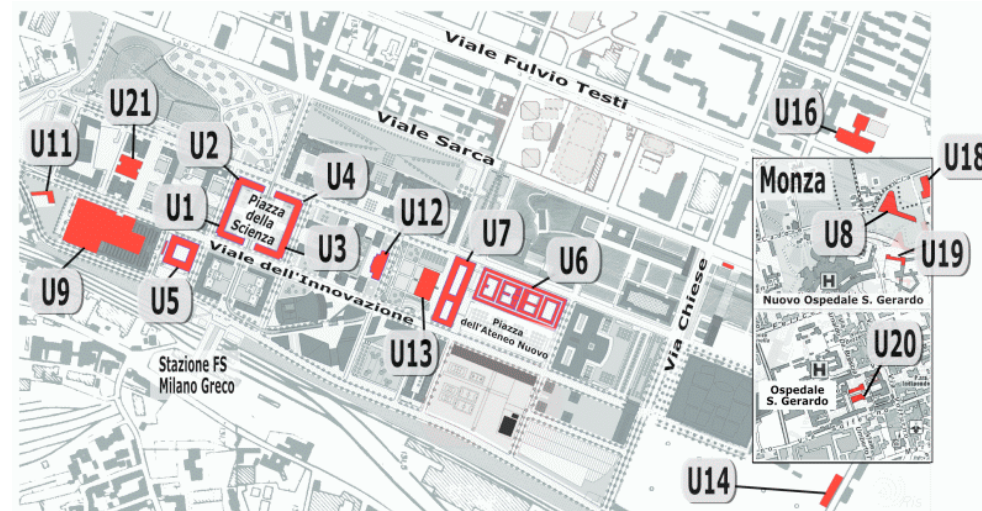 Viale Fulvio Testi
U21
U16
U2
Viale Sarca
U11
U4
U18
Monza
U1
Piazza
della
Scienza
U12
U7
U8
U3
U6
U19
Viale dell'Innovazione
H
U9
U5
Via Chiese
Nuovo Ospedale S. Gerardo
Piazza
dell'Ateneo Nuovo
U13
U20
Stazione FS
Milano Greco
H
Ospedale
S. Gerardo
U14